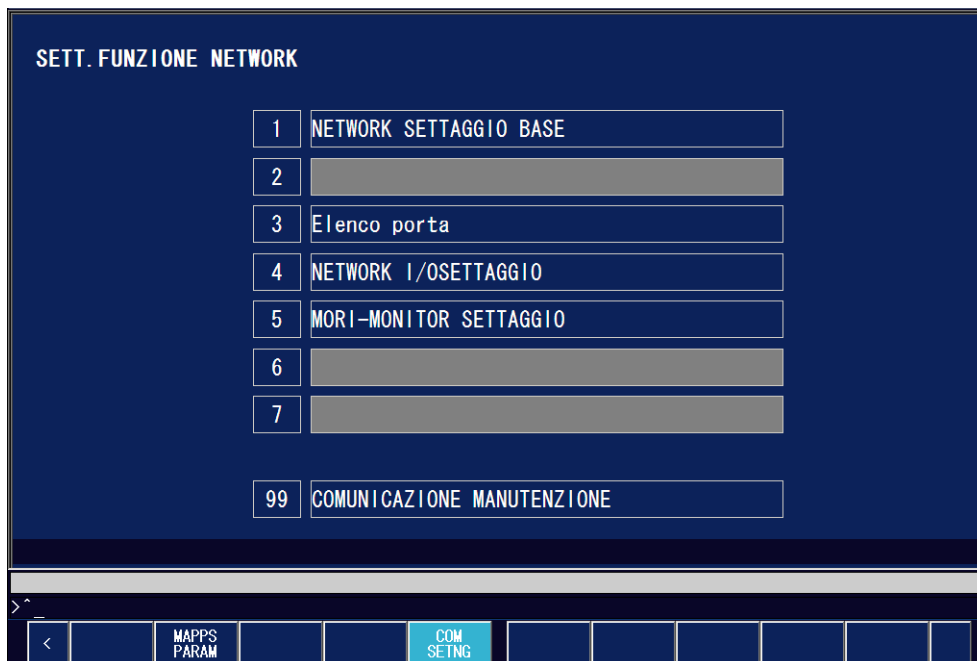 SETT.FUNZIONE NETWORK
1 NETWORK SETTAGGIO BASE
2
3 Elenco porta
4 NETWORK I/OSETTAGGIO
5 MORI-MONITOR SETTAGGIO
6
7
99 COMUNICAZIONE MANUTENZIONE
>^_
< MAPPS PARAM COM SETNG